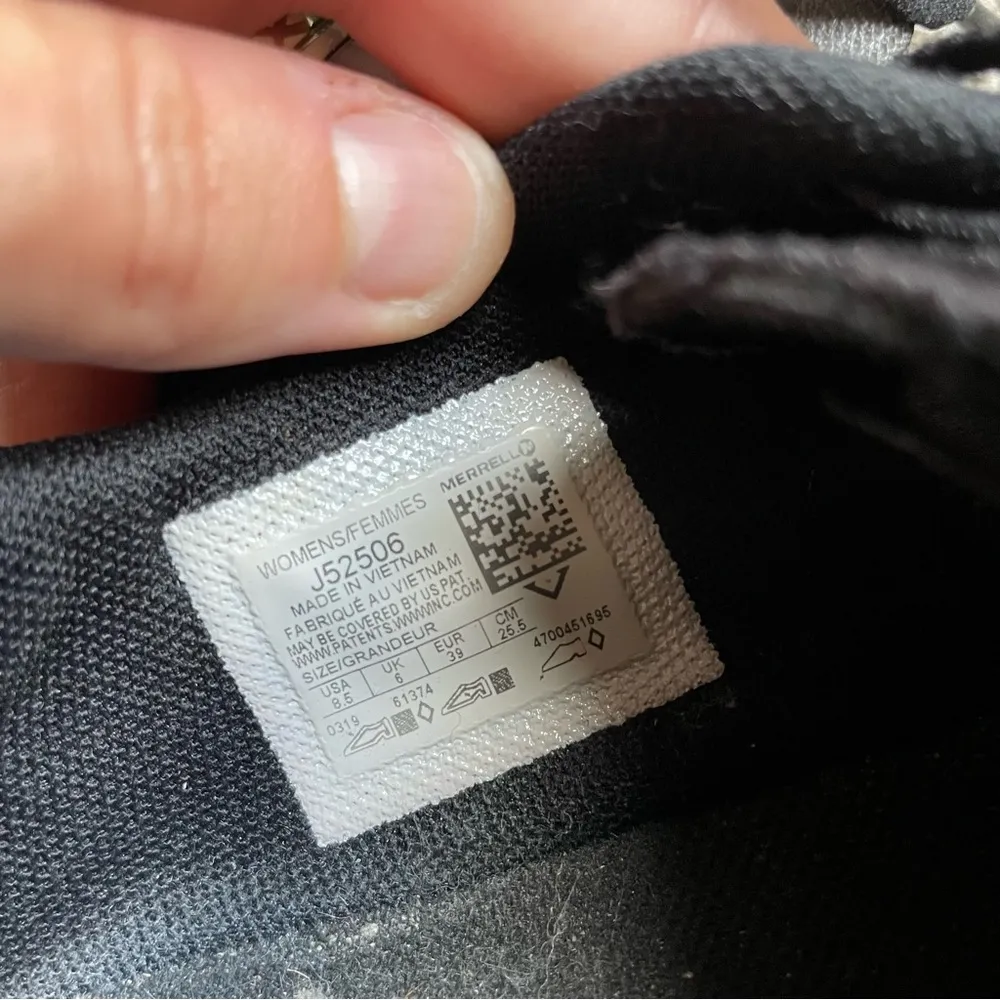 WOMENS/FEMMES MERRELL
J52506
MADE IN VIETNAM
FABRIQUÉ AU VIETNAM
MAY BE COVERED BY US PAT.
WWW.PATENTS.WWWINC.COM
SIZE/GRANDEUR
USA UK EUR CM
8.5 6 39 25.5
0319 61374 4700451695